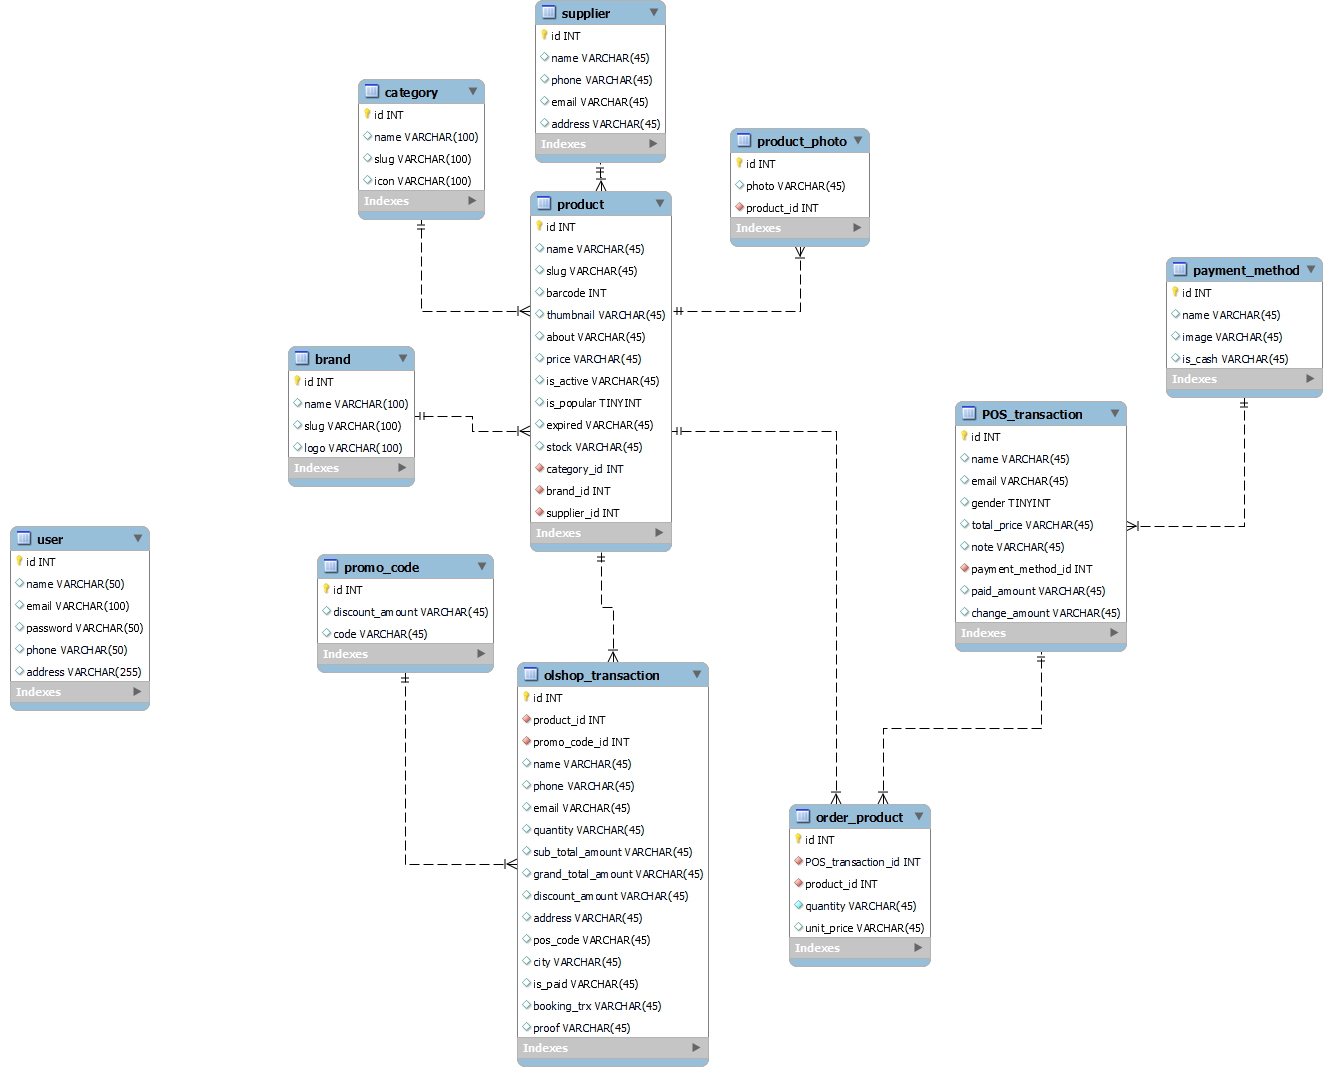 supplier
id INT
name VARCHAR(45)
phone VARCHAR(45)
email VARCHAR(45)
address VARCHAR(45)
Indexes
category
id INT
name VARCHAR(100)
slug VARCHAR(100)
icon VARCHAR(100)
Indexes
product_photo
id INT
photo VARCHAR(45)
product_id INT
Indexes
product
id INT
name VARCHAR(45)
slug VARCHAR(45)
barcode INT
thumbnail VARCHAR(45)
about VARCHAR(45)
price VARCHAR(45)
is_active VARCHAR(45)
is_popular TINYINT
expired VARCHAR(45)
stock VARCHAR(45)
category_id INT
brand_id INT
supplier_id INT
Indexes
payment_method
id INT
name VARCHAR(45)
image VARCHAR(45)
is_cash VARCHAR(45)
Indexes
brand
id INT
name VARCHAR(100)
slug VARCHAR(100)
logo VARCHAR(100)
Indexes
POS_transaction
id INT
name VARCHAR(45)
email VARCHAR(45)
gender TINYINT
total_price VARCHAR(45)
note VARCHAR(45)
payment_method_id INT
paid_amount VARCHAR(45)
change_amount VARCHAR(45)
Indexes
user
id INT
name VARCHAR(50)
email VARCHAR(100)
password VARCHAR(50)
phone VARCHAR(50)
address VARCHAR(255)
Indexes
promo_code
id INT
discount_amount VARCHAR(45)
code VARCHAR(45)
Indexes
olshop_transaction
id INT
product_id INT
promo_code_id INT
name VARCHAR(45)
phone VARCHAR(45)
email VARCHAR(45)
quantity VARCHAR(45)
sub_total_amount VARCHAR(45)
grand_total_amount VARCHAR(45)
discount_amount VARCHAR(45)
address VARCHAR(45)
pos_code VARCHAR(45)
city VARCHAR(45)
is_paid VARCHAR(45)
booking_trx VARCHAR(45)
proof VARCHAR(45)
Indexes
order_product
id INT
POS_transaction_id INT
product_id INT
quantity VARCHAR(45)
unit_price VARCHAR(45)
Indexes